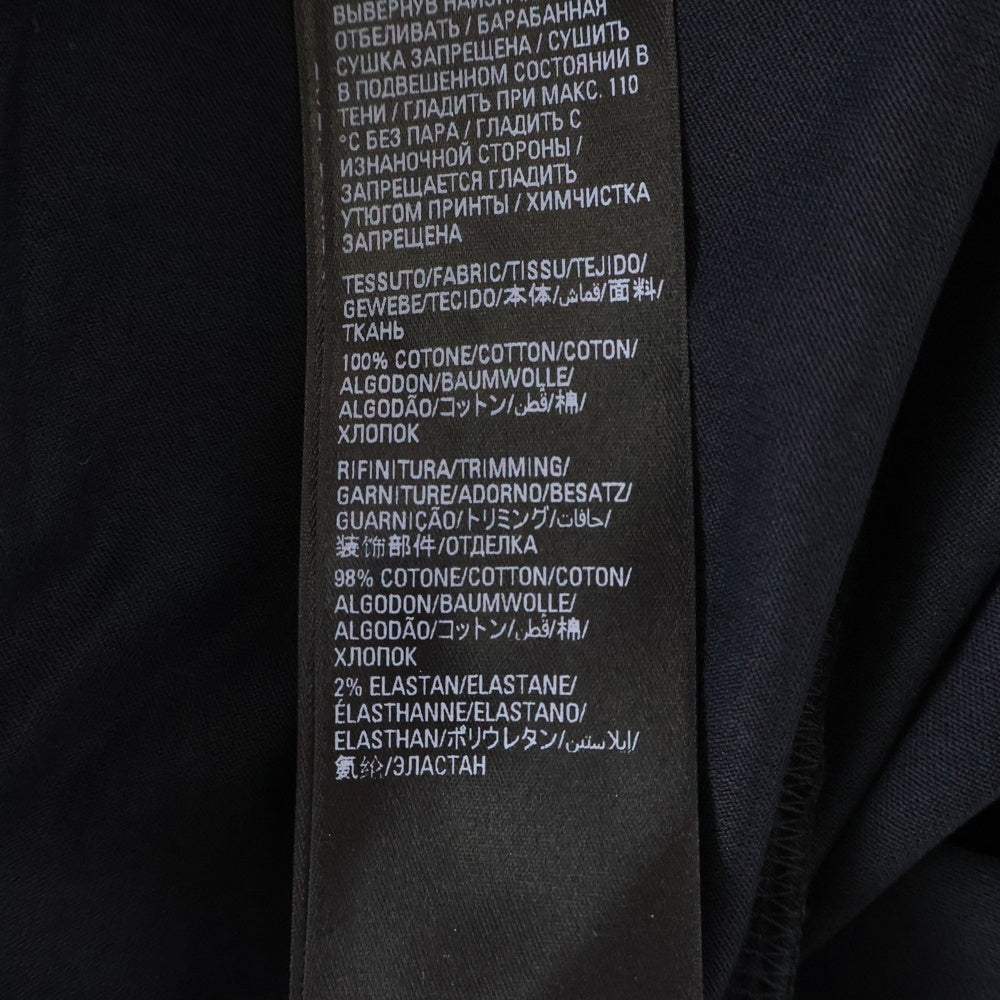 ВЫВЕРНУВ
ОТБЕЛИВАТЬ / БАРАБАННАЯ
СУШКА ЗАПРЕЩЕНА / СУШИТЬ
В ПОДВЕШЕННОМ СОСТОЯНИИ В
ТЕНИ / ГЛАДИТЬ ПРИ МАКС. 110
°C БЕЗ ПАРА / ГЛАДИТЬ С
ИЗНАНОЧНОЙ СТОРОНЫ /
ЗАПРЕЩАЕТСЯ ГЛАДИТЬ
УТЮГОМ ПРИНТЫ / ХИМЧИСТКА
ЗАПРЕЩЕНА
TESSUTO/FABRIC/TISSU/TEJIDO/
GEWEBE/TECIDO/本体/قماش/面料/
ТКАНЬ
100% COTONE/COTTON/COTON/
ALGODON/BAUMWOLLE/
ALGODÃO/コットン/قطن/棉/
ХЛОПОК
RIFINITURA/TRIMMING/
GARNITURE/ADORNO/BESATZ/
GUARNIÇÃO/トリミング/حافات/
装饰部件/ОТДЕЛКА
98% COTONE/COTTON/COTON/
ALGODON/BAUMWOLLE/
ALGODÃO/コットン/قطن/棉/
ХЛОПОК
2% ELASTAN/ELASTANE/
ÉLASTHANNE/ELASTANO/
ELASTHAN/ポリウレタン/إيلاستين/
氨纶/ЭЛАСТАН